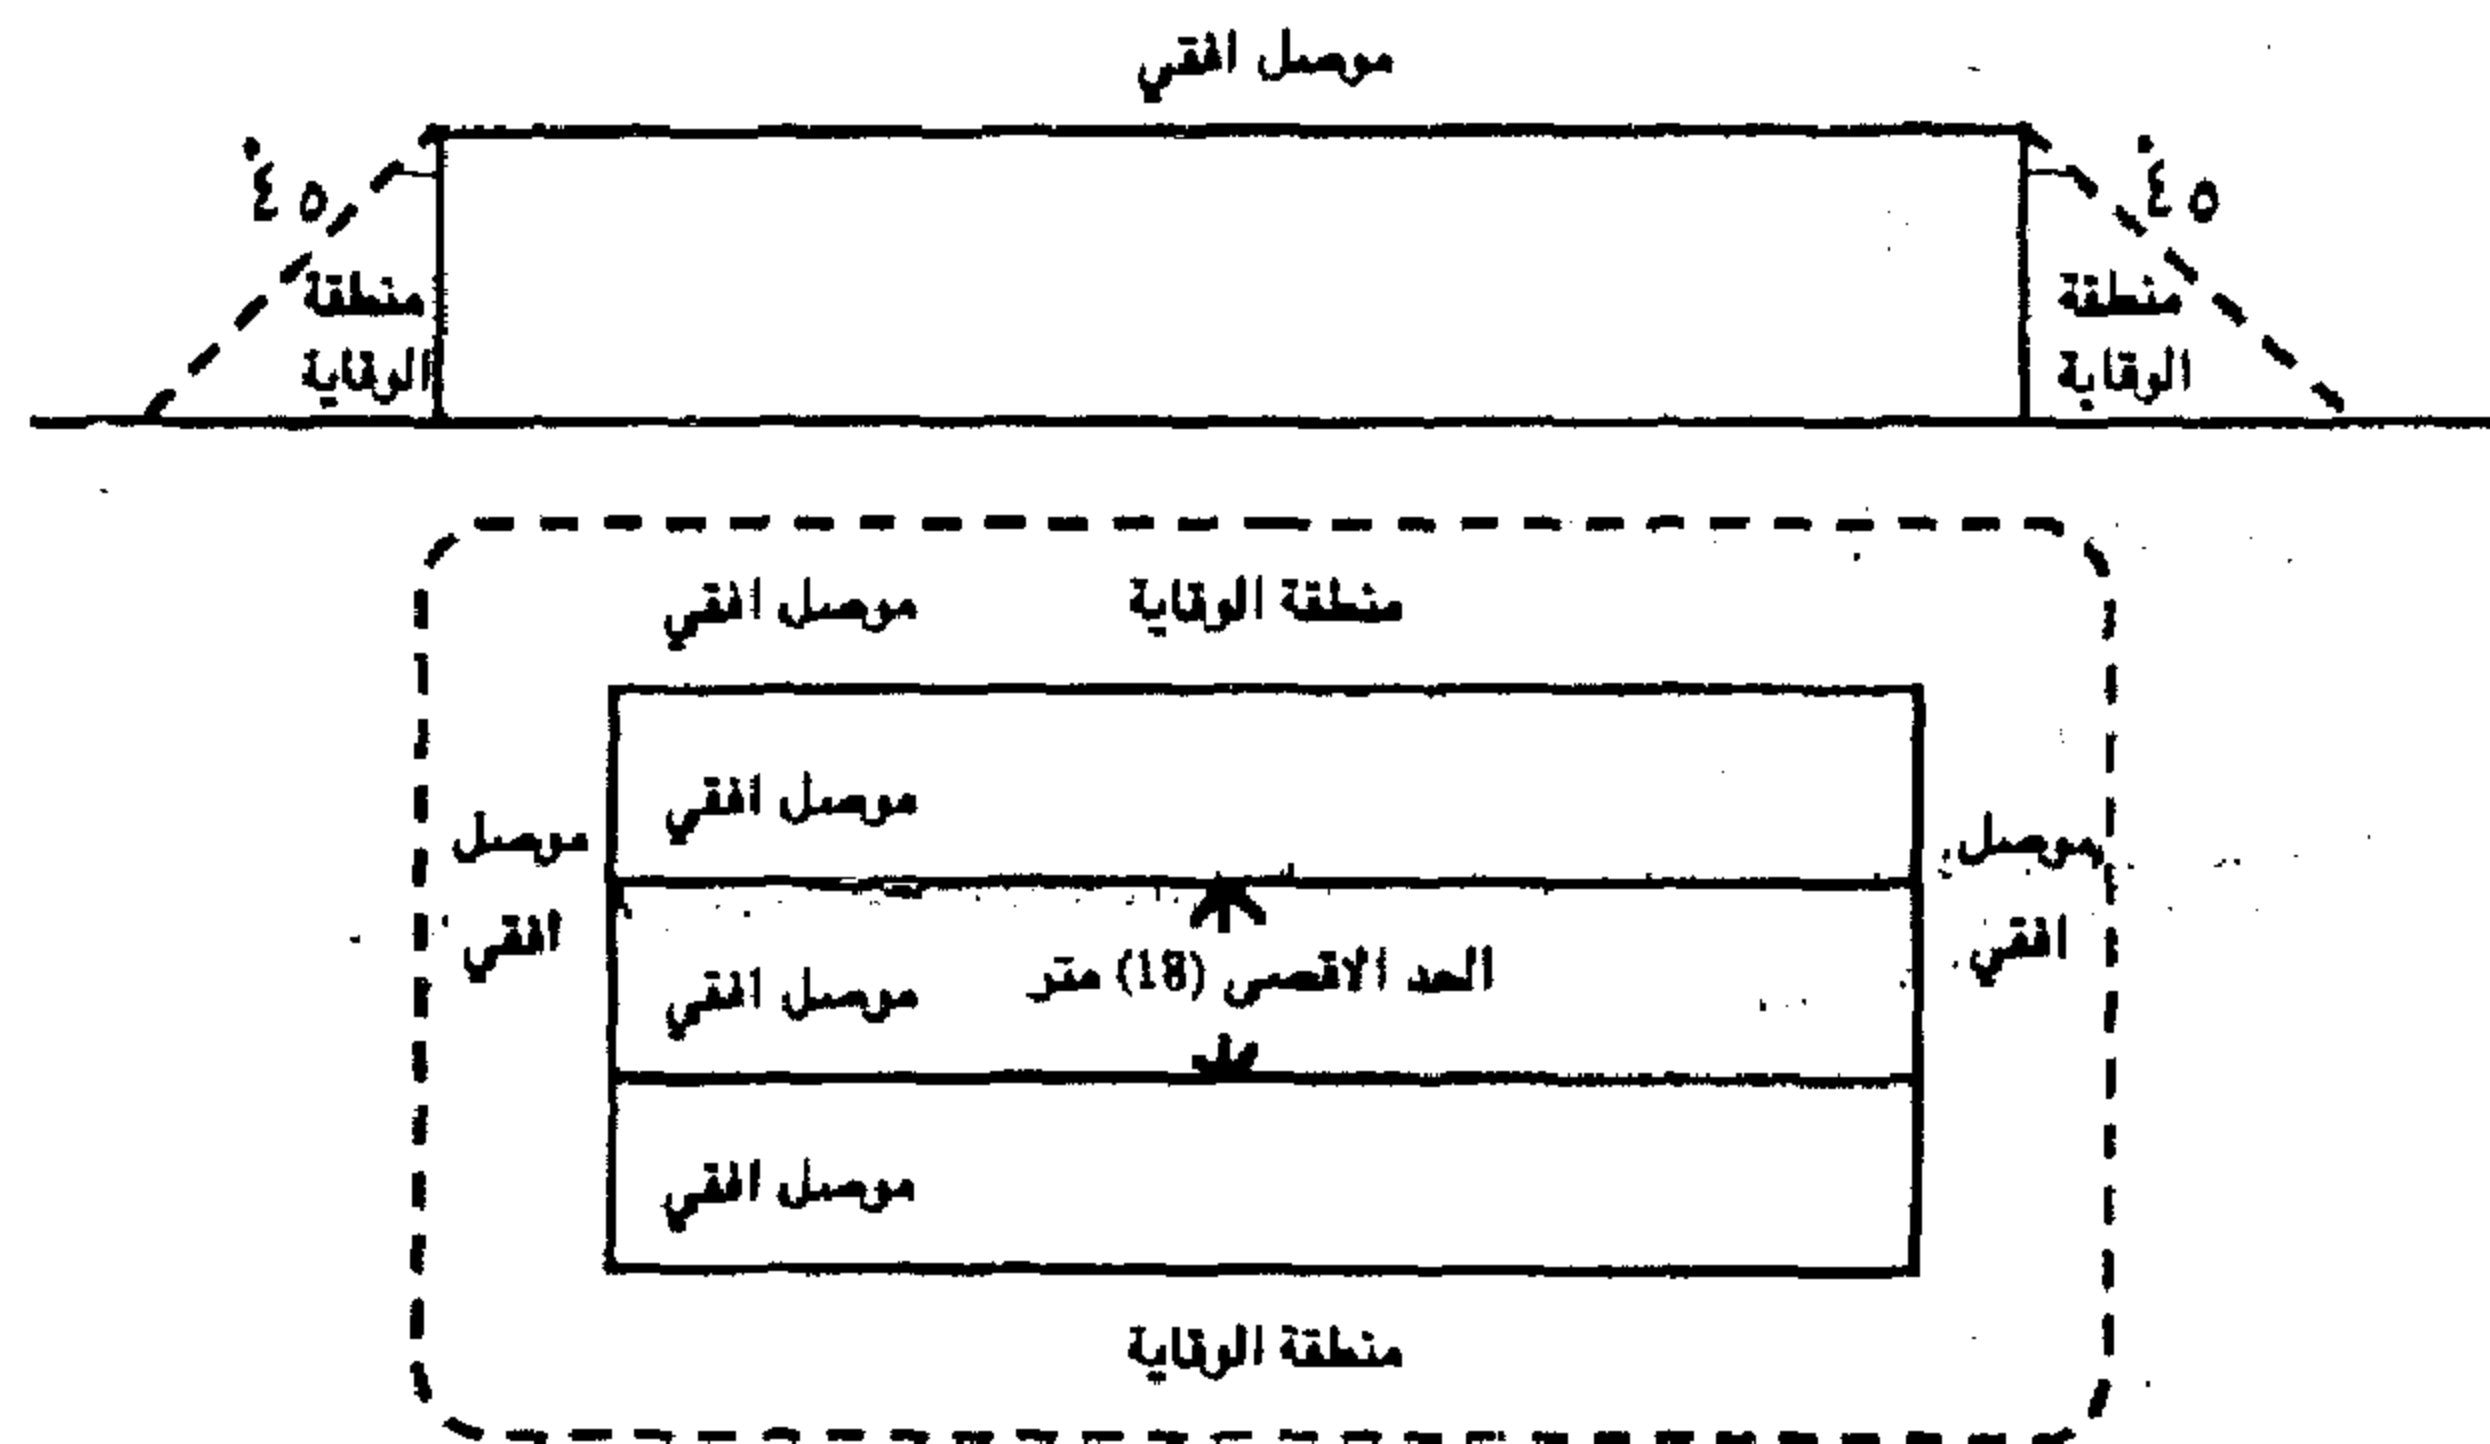 موصل افقي
٤٥°
٤٥°
منطقة
الوقاية
منطقة
الوقاية
منطقة الوقاية
موصل افقي
موصل افقي
موصل
افقي
موصل
افقي
الحد الاقصى (18) متر
موصل افقي
موصل افقي
منطقة الوقاية